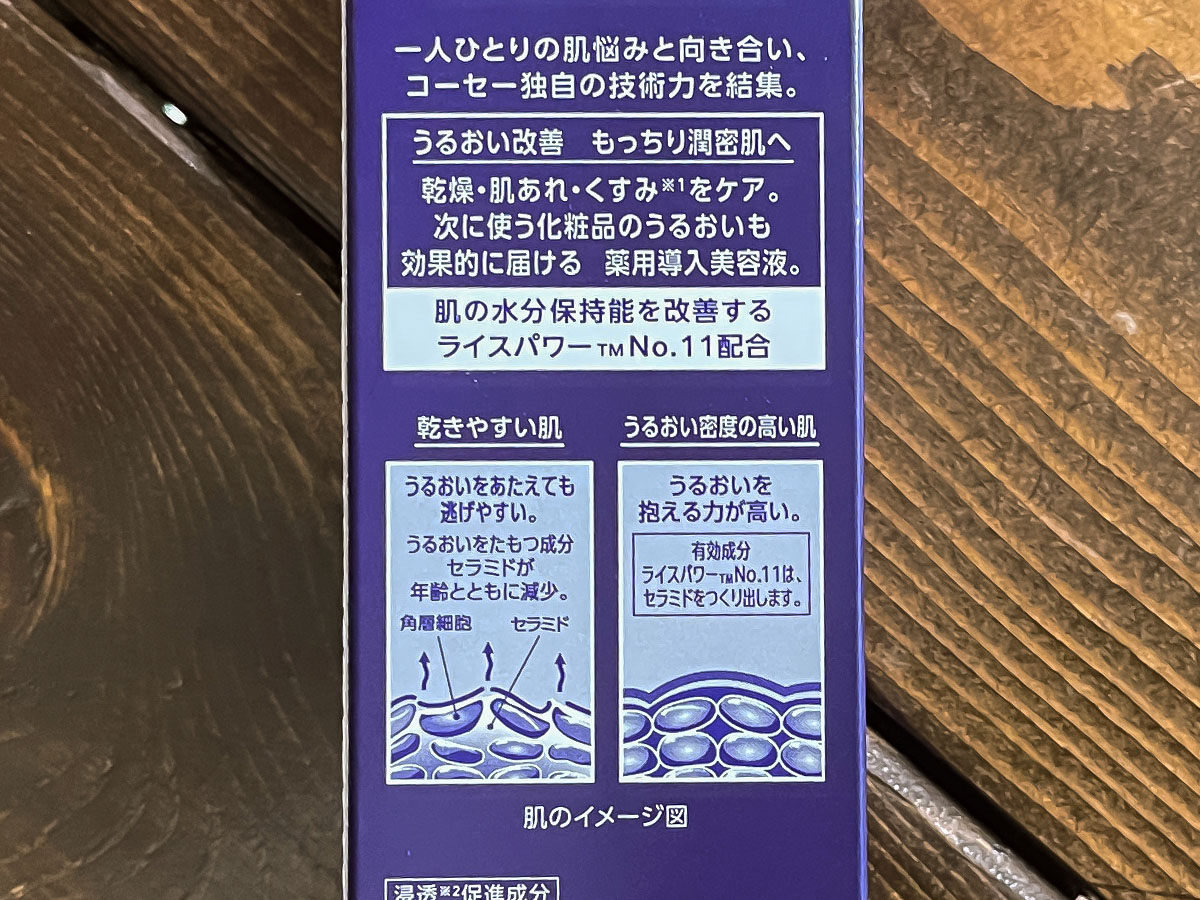 一人ひとりの肌悩みと向き合い、
コーセー独自の技術力を結集。
うるおい改善　もっちり潤密肌へ
乾燥・肌あれ・くすみ※1をケア。
次に使う化粧品のうるおいも
効果的に届ける　薬用導入美容液。
肌の水分保持能を改善する
ライスパワー™No.11配合
乾きやすい肌
うるおいをあたえても
逃げやすい。
うるおいをたもつ成分
セラミドが
年齢とともに減少。
角層細胞　セラミド
うるおい密度の高い肌
うるおいを
抱える力が高い。
有効成分
ライスパワー™No.11は、
セラミドをつくり出します。
肌のイメージ図
浸透※2促進成分